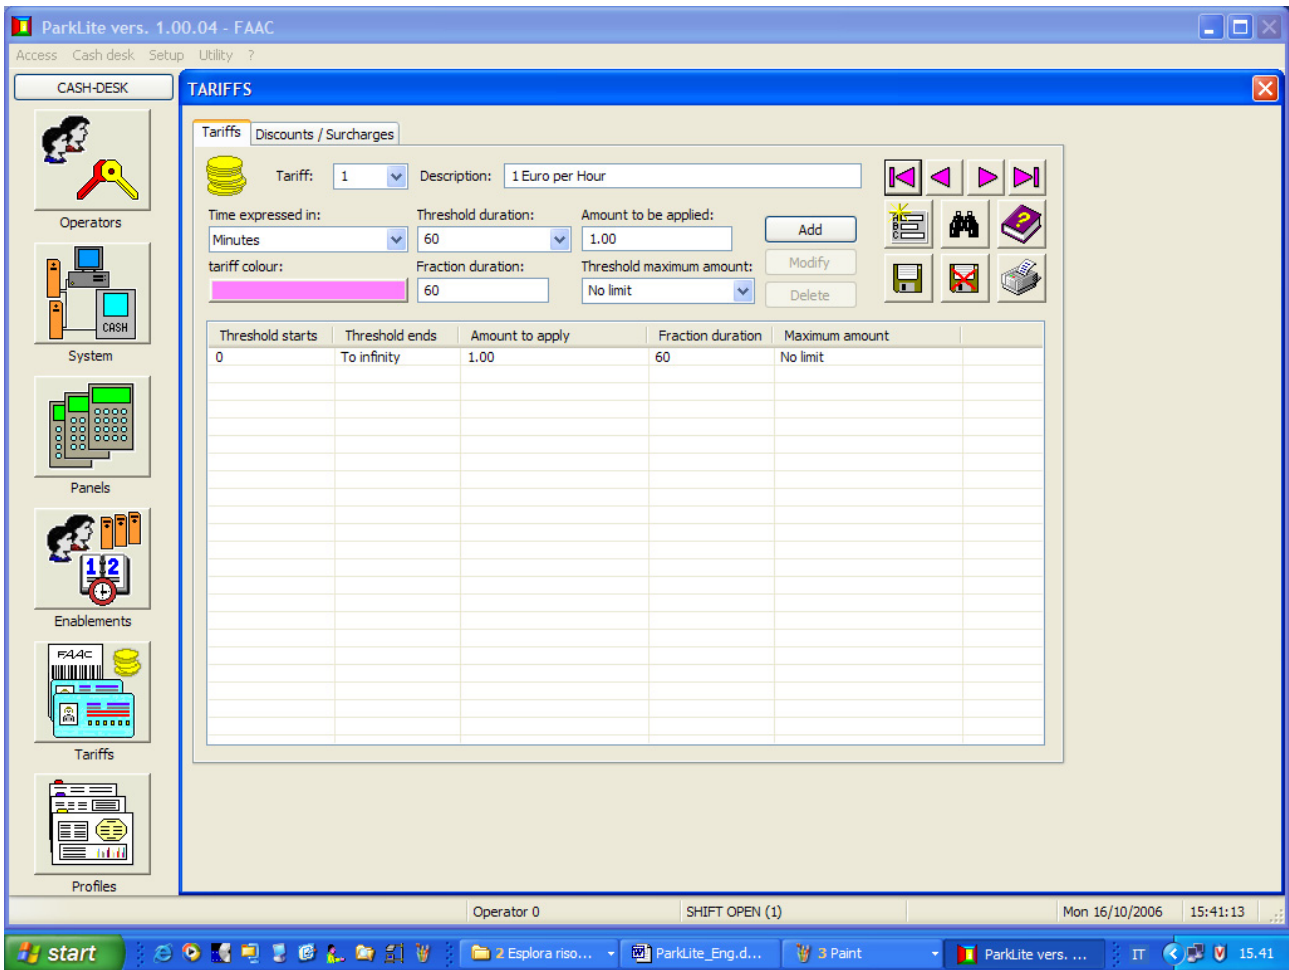 ParkLite vers. 1.00.04 - FAAC
Access Cash desk Setup Utility ?
CASH-DESK
TARIFFS
Tariffs Discounts / Surcharges
Tariff: 1 Description: 1 Euro per Hour
Time expressed in: Threshold duration: Amount to be applied:
Minutes 60 1.00 Add
tariff colour: Fraction duration: Threshold maximum amount: Modify
60 No limit Delete
Threshold starts Threshold ends Amount to apply Fraction duration Maximum amount
0 To infinity 1.00 60 No limit
Operators
CASH
System
Panels
1 2
Enablements
FAAC
Tariffs
Profiles
Operator 0 SHIFT OPEN (1) Mon 16/10/2006 15:41:13
start 2 Esplora riso... ParkLite_Eng.d... 3 Paint ParkLite vers. ... IT 15.41